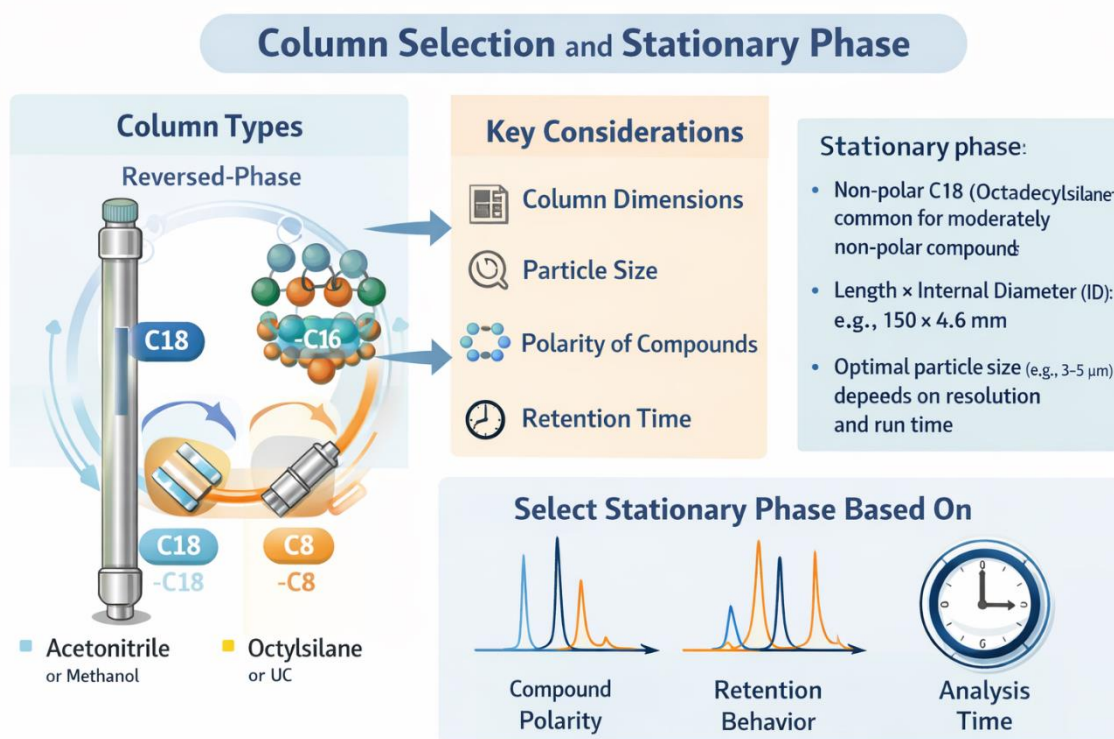 Column Selection and Stationary Phase
Column Types
Reversed-Phase
C18
-C16
C18
-C18
C8
-C8
Acetonitrile
or Methanol
Octylsilane
or UC
Key Considerations
Column Dimensions
Particle Size
Polarity of Compounds
Retention Time
Stationary phase:
• Non-polar C18 (Octadecylsilane-
common for moderately
non-polar compound:
• Length × Internal Diameter (ID):
e.g., 150 x 4.6 mm
• Optimal particle size (e.g., 3–5 µm)
depeeds on resolution
and run time
Select Stationary Phase Based On
Compound
Polarity
Retention
Behavior
Analysis
Time